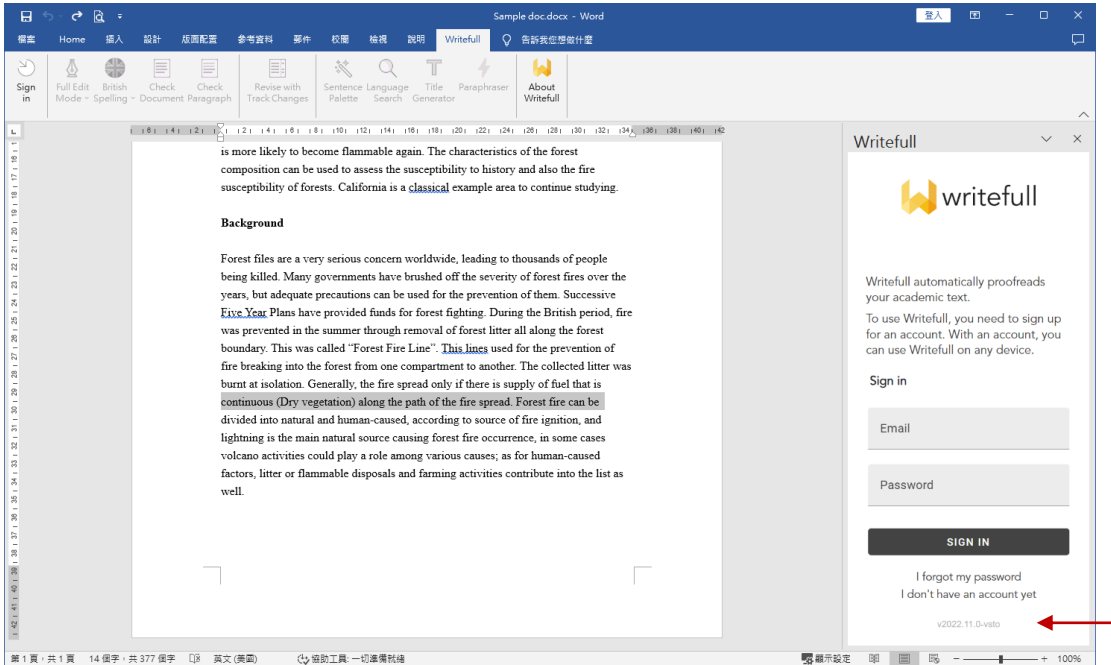 Sample doc.docx - Word
登入
檔案 Home 插入 設計 版面配置 參考資料 郵件 校閱 檢視 說明 Writefull 告訴我您想做什麼
Sign in
Full Edit Mode
British Spelling
Check Document
Check Paragraph
Revise with Track Changes
Sentence Palette
Language Search
Title Generator
Paraphraser
About Writefull
is more likely to become flammable again. The characteristics of the forest
composition can be used to assess the susceptibility to history and also the fire
susceptibility of forests. California is a classical example area to continue studying.
Background
Forest files are a very serious concern worldwide, leading to thousands of people
being killed. Many governments have brushed off the severity of forest fires over the
years, but adequate precautions can be used for the prevention of them. Successive
Five Year Plans have provided funds for forest fighting. During the British period, fire
was prevented in the summer through removal of forest litter all along the forest
boundary. This was called “Forest Fire Line”. This lines used for the prevention of
fire breaking into the forest from one compartment to another. The collected litter was
burnt at isolation. Generally, the fire spread only if there is supply of fuel that is
continuous (Dry vegetation) along the path of the fire spread. Forest fire can be
divided into natural and human-caused, according to source of fire ignition, and
lightning is the main natural source causing forest fire occurrence, in some cases
volcano activities could play a role among various causes; as for human-caused
factors, litter or flammable disposals and farming activities contribute into the list as
well.
Writefull
writefull
Writefull automatically proofreads
your academic text.
To use Writefull, you need to sign up
for an account. With an account, you
can use Writefull on any device.
Sign in
Email
Password
SIGN IN
I forgot my password
I don't have an account yet
v2022.11.0-vsto
第 1 頁，共 1 頁 14 個字，共 377 個字 英文 (美國) 協助工具: 一切準備就緒 顯示設定 100%